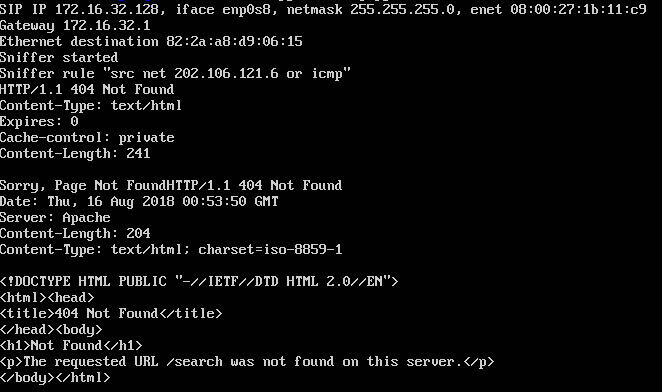 SIP IP 172.16.32.128, iface enp0s8, netmask 255.255.255.0, enet 08:00:27:1b:11:c9
Gateway 172.16.32.1
Ethernet destination 82:2a:a8:d9:06:15
Sniffer started
Sniffer rule "src net 202.106.121.6 or icmp"
HTTP/1.1 404 Not Found
Content-Type: text/html
Expires: 0
Cache-control: private
Content-Length: 241

Sorry, Page Not FoundHTTP/1.1 404 Not Found
Date: Thu, 16 Aug 2018 00:53:50 GMT
Server: Apache
Content-Length: 204
Content-Type: text/html; charset=iso-8859-1

<!DOCTYPE HTML PUBLIC "-//IETF//DTD HTML 2.0//EN">
<html><head>
<title>404 Not Found</title>
</head><body>
<h1>Not Found</h1>
<p>The requested URL /search was not found on this server.</p>
</body></html>